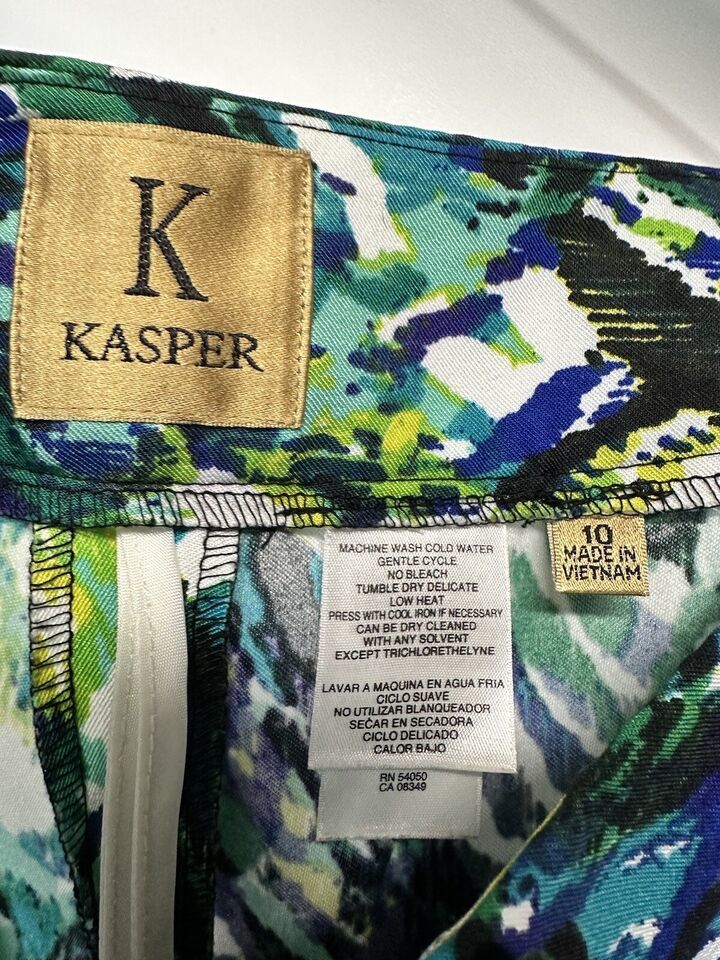 K
KASPER
10
MADE IN
VIETNAM
MACHINE WASH COLD WATER
GENTLE CYCLE
NO BLEACH
TUMBLE DRY DELICATE
LOW HEAT
PRESS WITH COOL IRON IF NECESSARY
CAN BE DRY CLEANED
WITH ANY SOLVENT
EXCEPT TRICHLORETHELYNE
LAVAR A MAQUINA EN AGUA FRIA
CICLO SUAVE
NO UTILIZAR BLANQUEADOR
SECAR EN SECADORA
CICLO DELICADO
CALOR BAJO
RN 54050
CA 08349